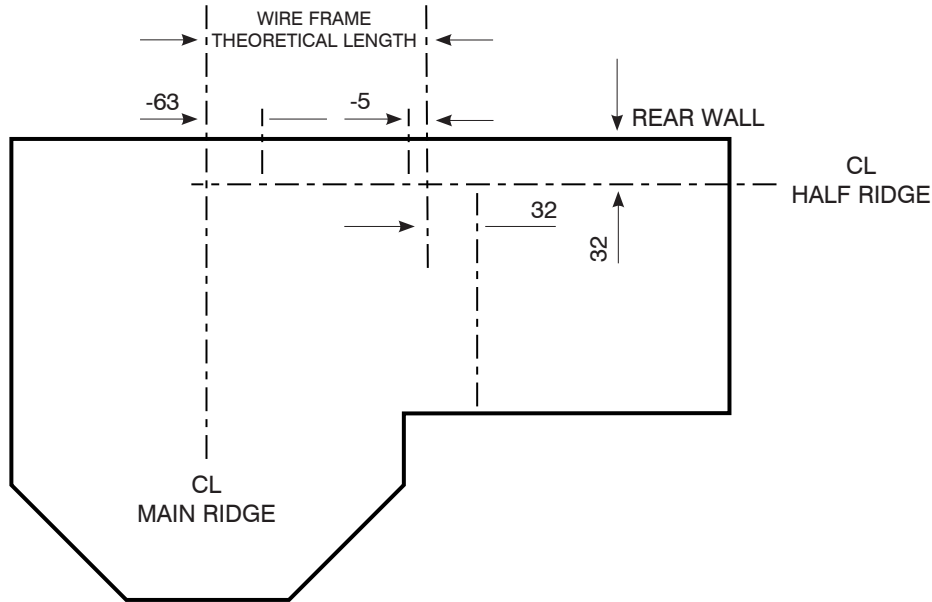 WIRE FRAME
THEORETICAL LENGTH
-63
-5
REAR WALL
CL
HALF RIDGE
32
32
CL
MAIN RIDGE